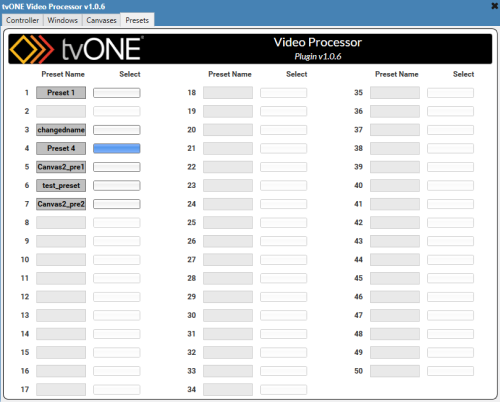 tvONE Video Processor v1.0.6
Controller Windows Canvases Presets
tvONE®
Video Processor
Plugin v1.0.6
Preset Name Select Preset Name Select Preset Name Select
1 Preset 1 18 35
2 19 36
3 changedname 20 37
4 Preset 4 21 38
5 Canvas2_pre1 22 39
6 test_preset 23 40
7 Canvas2_pre2 24 41
8 25 42
9 26 43
10 27 44
11 28 45
12 29 46
13 30 47
14 31 48
15 32 49
16 33 50
17 34